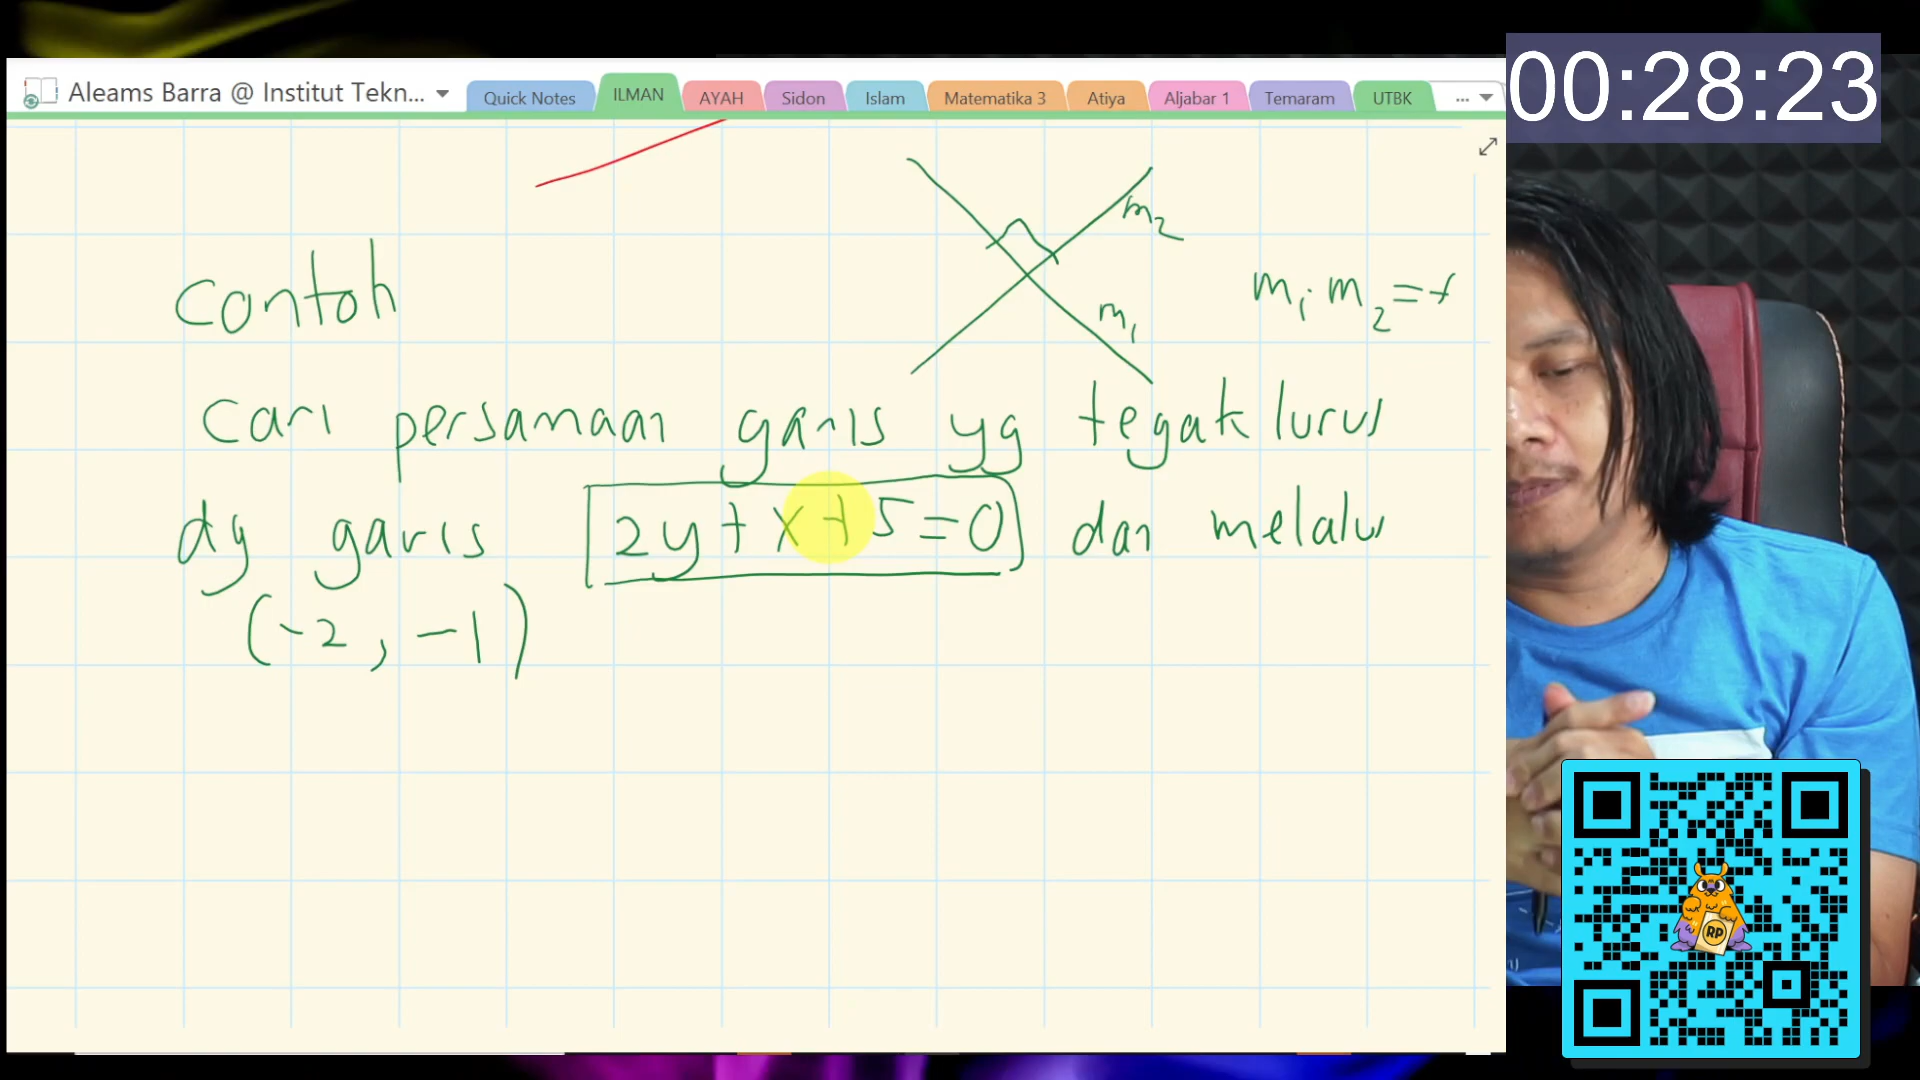 Aleams Barra @ Institut Tekn...
Quick Notes
ILMAN
AYAH
Sidon
Islam
Matematika 3
Atiya
Aljabar 1
Temaram
UTBK
...
00:28:23
m2
m1
m1 . m2 =
Contoh
Cari persamaan garis yg tegak lurus
dg garis 2y + x + 5 = 0 dan melalui
(-2, -1)
RP